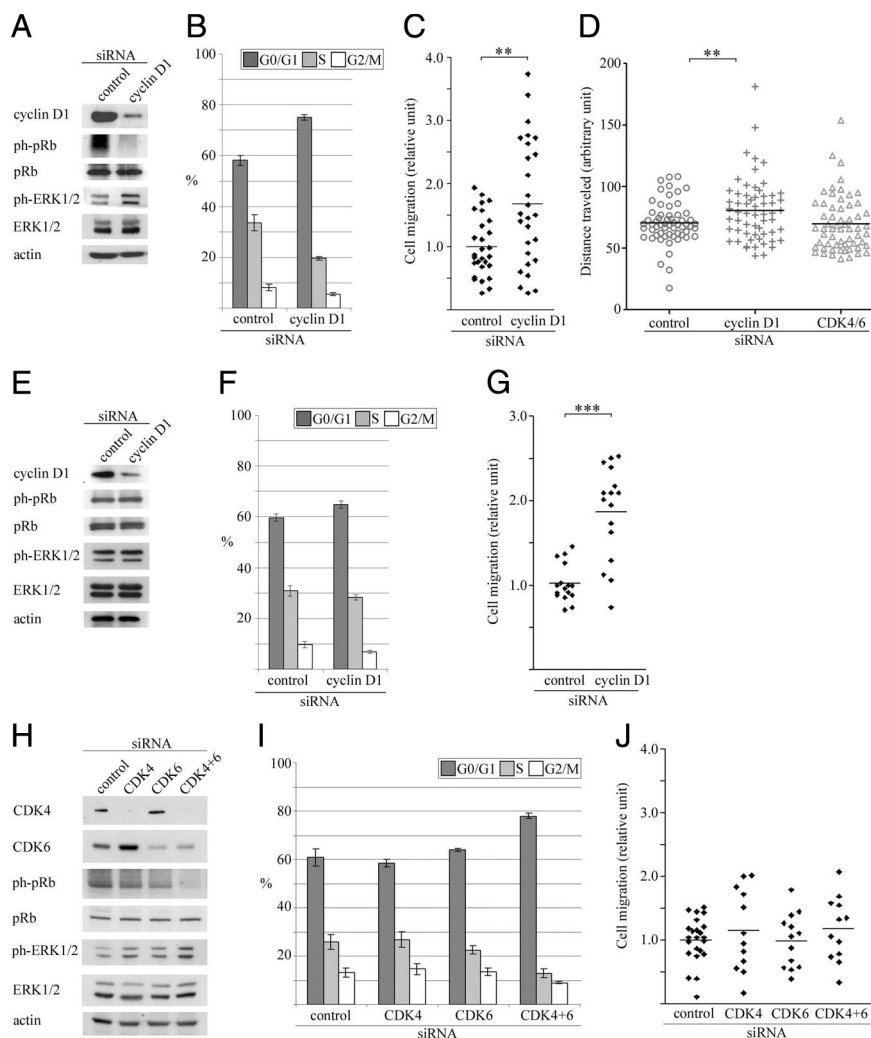 A
siRNA
control
cyclin D1
cyclin D1
ph-pRb
pRb
ph-ERK1/2
ERK1/2
actin
B
100
80
60
%
40
20
G0/G1 S G2/M
control cyclin D1
siRNA
C
**
Cell migration (relative unit)
4.0
3.0
2.0
1.0
control cyclin D1
siRNA
D
**
Distance traveled (arbitrary unit)
200
150
100
50
0
control cyclin D1 CDK4/6
siRNA
E
siRNA
control
cyclin D1
cyclin D1
ph-pRb
pRb
ph-ERK1/2
ERK1/2
actin
F
100
80
60
%
40
20
G0/G1 S G2/M
control cyclin D1
siRNA
G
***
Cell migration (relative unit)
3.0
2.0
1.0
control cyclin D1
siRNA
H
siRNA
control
CDK4
CDK6
CDK4+6
CDK4
CDK6
ph-pRb
pRb
ph-ERK1/2
ERK1/2
actin
I
100
80
60
%
40
20
G0/G1 S G2/M
control CDK4 CDK6 CDK4+6
siRNA
J
Cell migration (relative unit)
4.0
3.0
2.0
1.0
control CDK4 CDK6 CDK4+6
siRNA